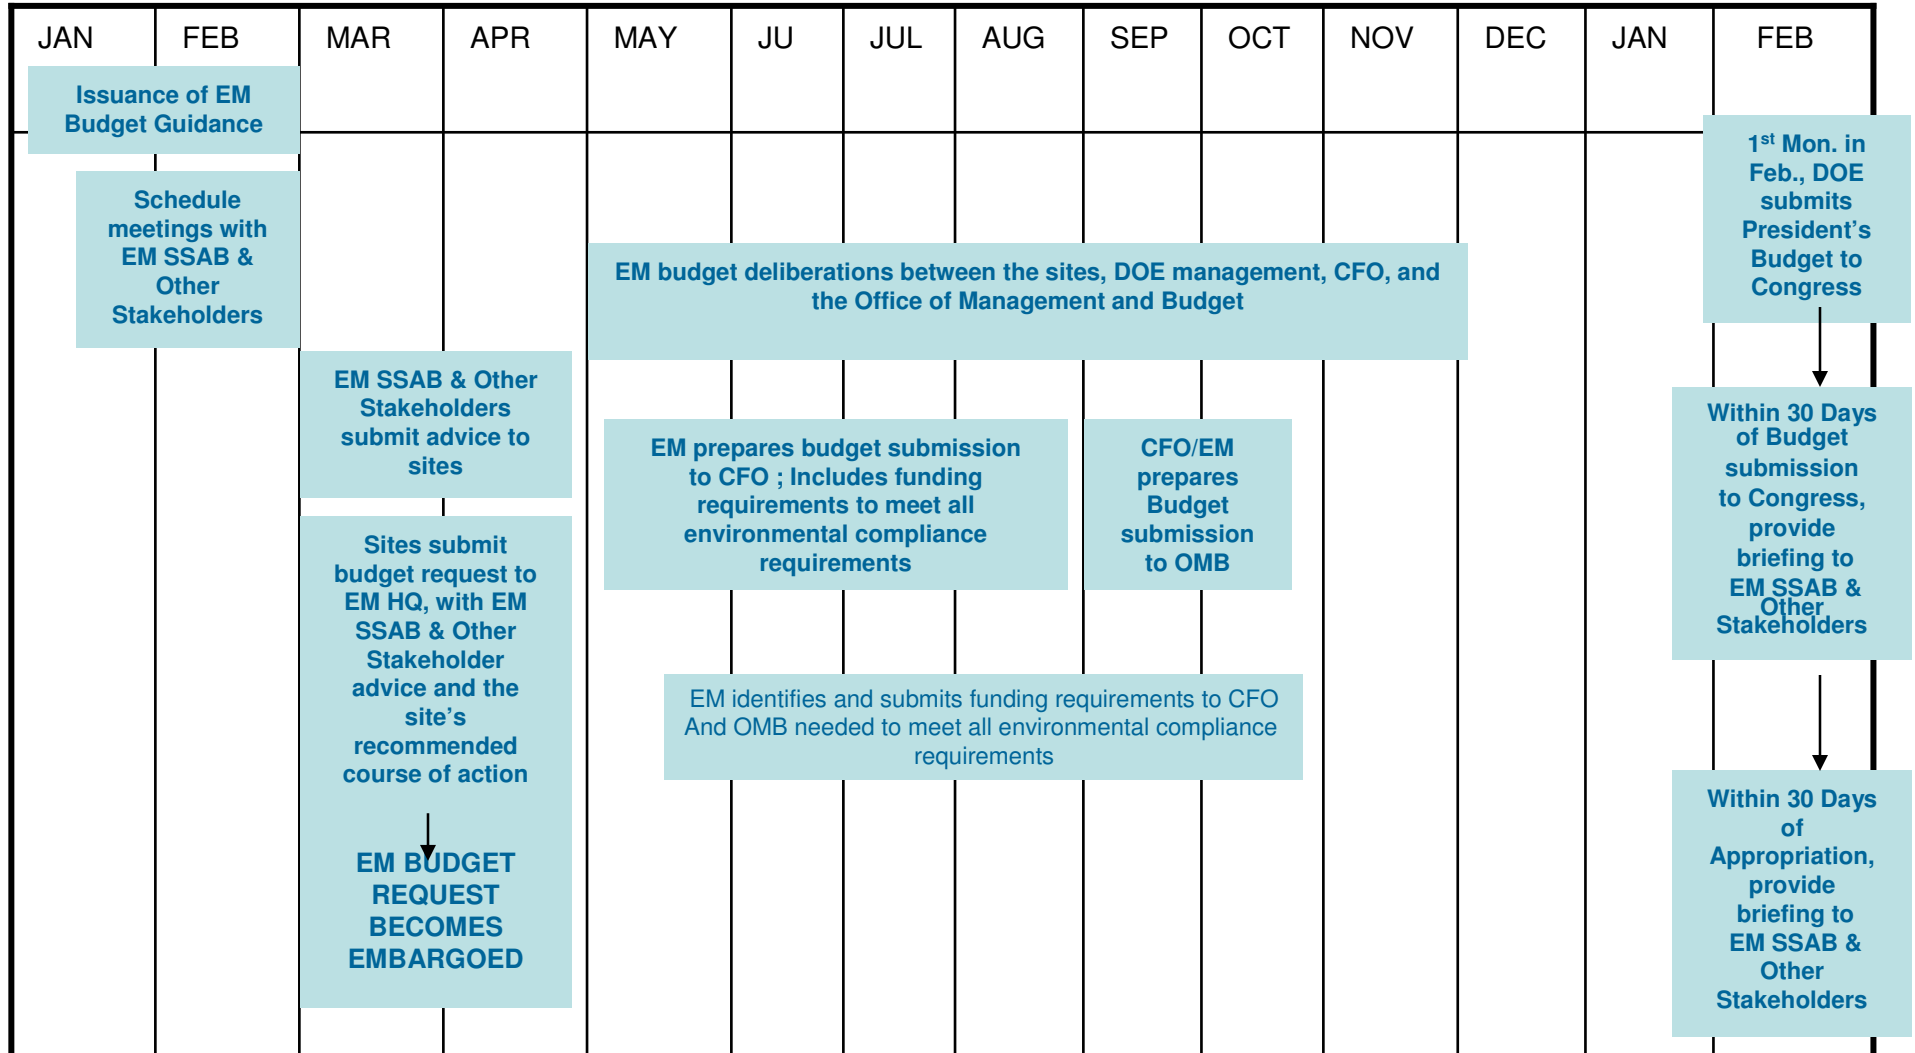 JAN FEB MAR APR MAY JU JUL AUG SEP OCT NOV DEC JAN FEB
Issuance of EM
Budget Guidance
Schedule
meetings with
EM SSAB &
Other
Stakeholders
EM SSAB & Other
Stakeholders
submit advice to
sites
Sites submit
budget request to
EM HQ, with EM
SSAB & Other
Stakeholder
advice and the
site's
recommended
course of action
EM BUDGET
REQUEST
BECOMES
EMBARGOED
EM budget deliberations between the sites, DOE management, CFO, and
the Office of Management and Budget
EM prepares budget submission
to CFO ; Includes funding
requirements to meet all
environmental compliance
requirements
CFO/EM
prepares
Budget
submission
to OMB
EM identifies and submits funding requirements to CFO
And OMB needed to meet all environmental compliance
requirements
1st Mon. in
Feb., DOE
submits
President's
Budget to
Congress
Within 30 Days
of Budget
submission
to Congress,
provide
briefing to
EM SSAB &
Other
Stakeholders
Within 30 Days
of
Appropriation,
provide
briefing to
EM SSAB &
Other
Stakeholders